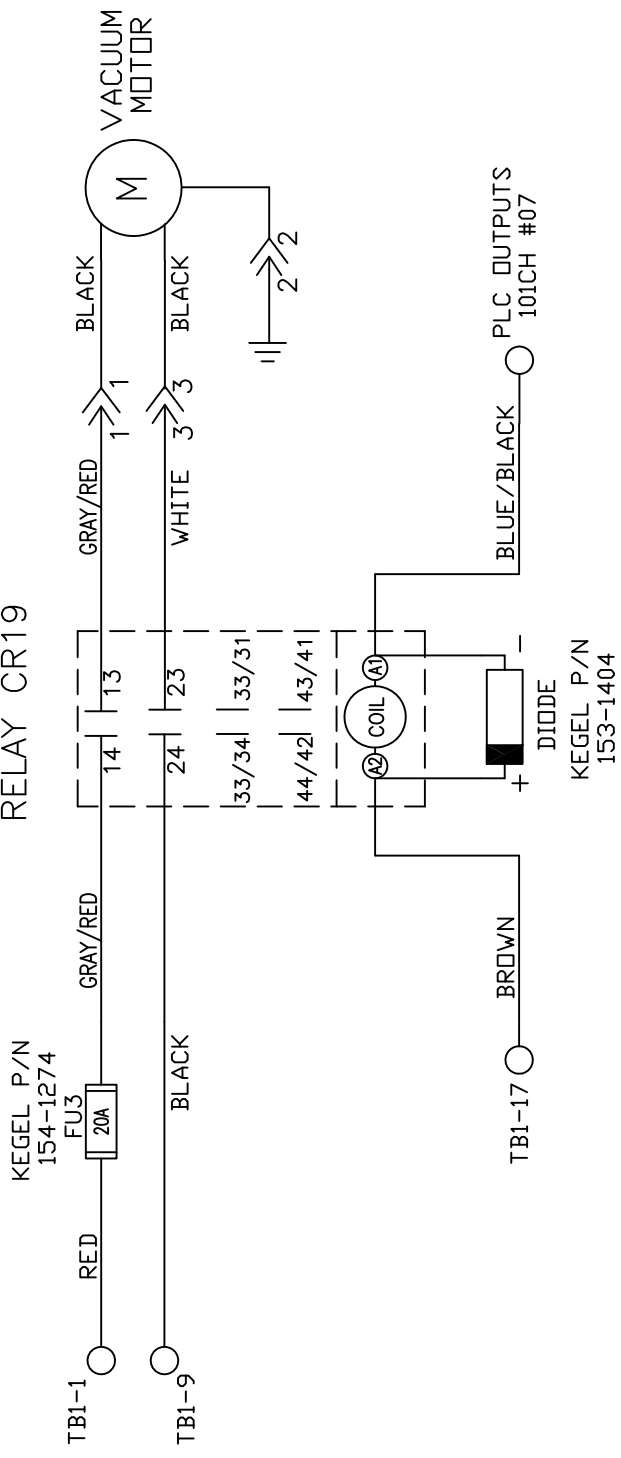 RELAY CR19
KEGEL P/N
154-1274
FU3
20A
TB1-1
RED
GRAY/RED
14
13
GRAY/RED
1
1
BLACK
VACUUM
MOTOR
M
TB1-9
BLACK
24
23
WHITE
3
3
BLACK
33/34
33/31
2
2
44/42
43/41
A2
COIL
A1
TB1-17
BROWN
BLUE/BLACK
PLC OUTPUTS
101CH #07
+
-
DIODE
KEGEL P/N
153-1404